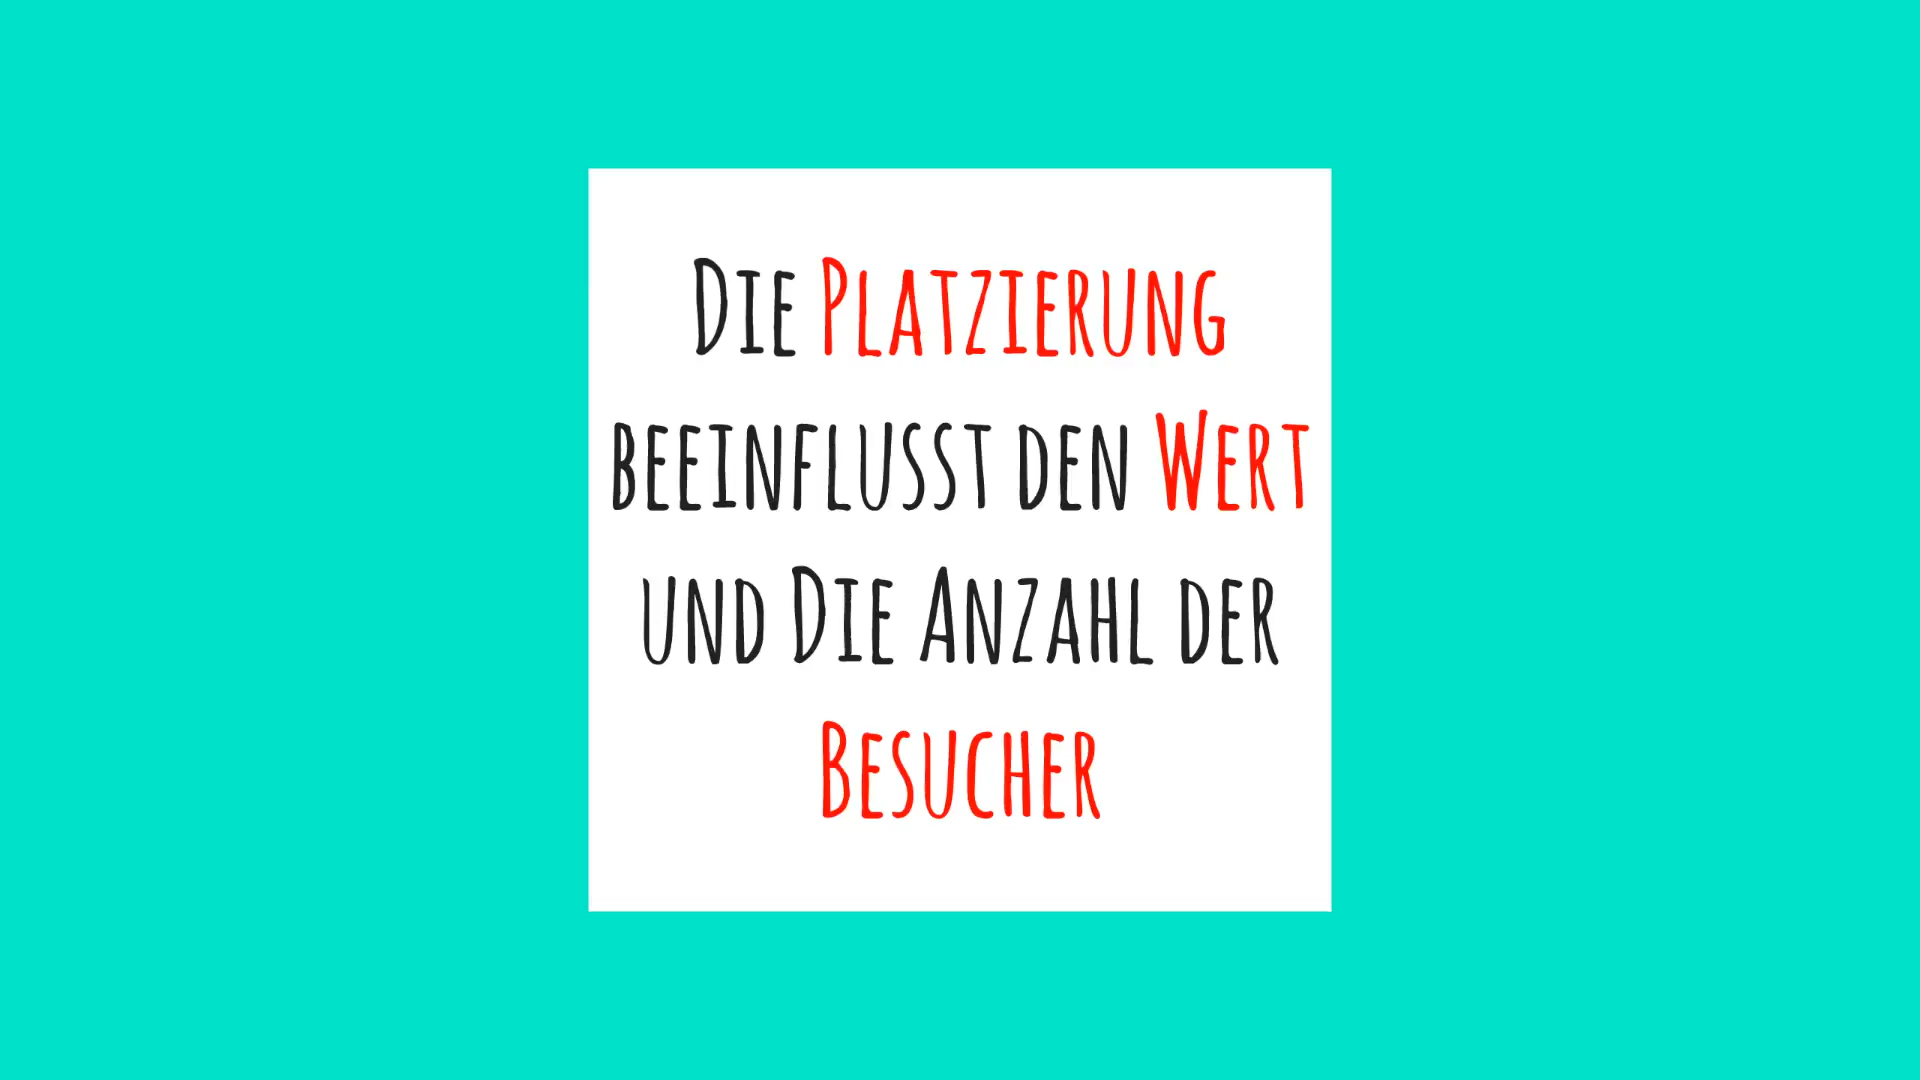 Die Platzierung
beeinflusst den Wert
und Die Anzahl der
Besucher